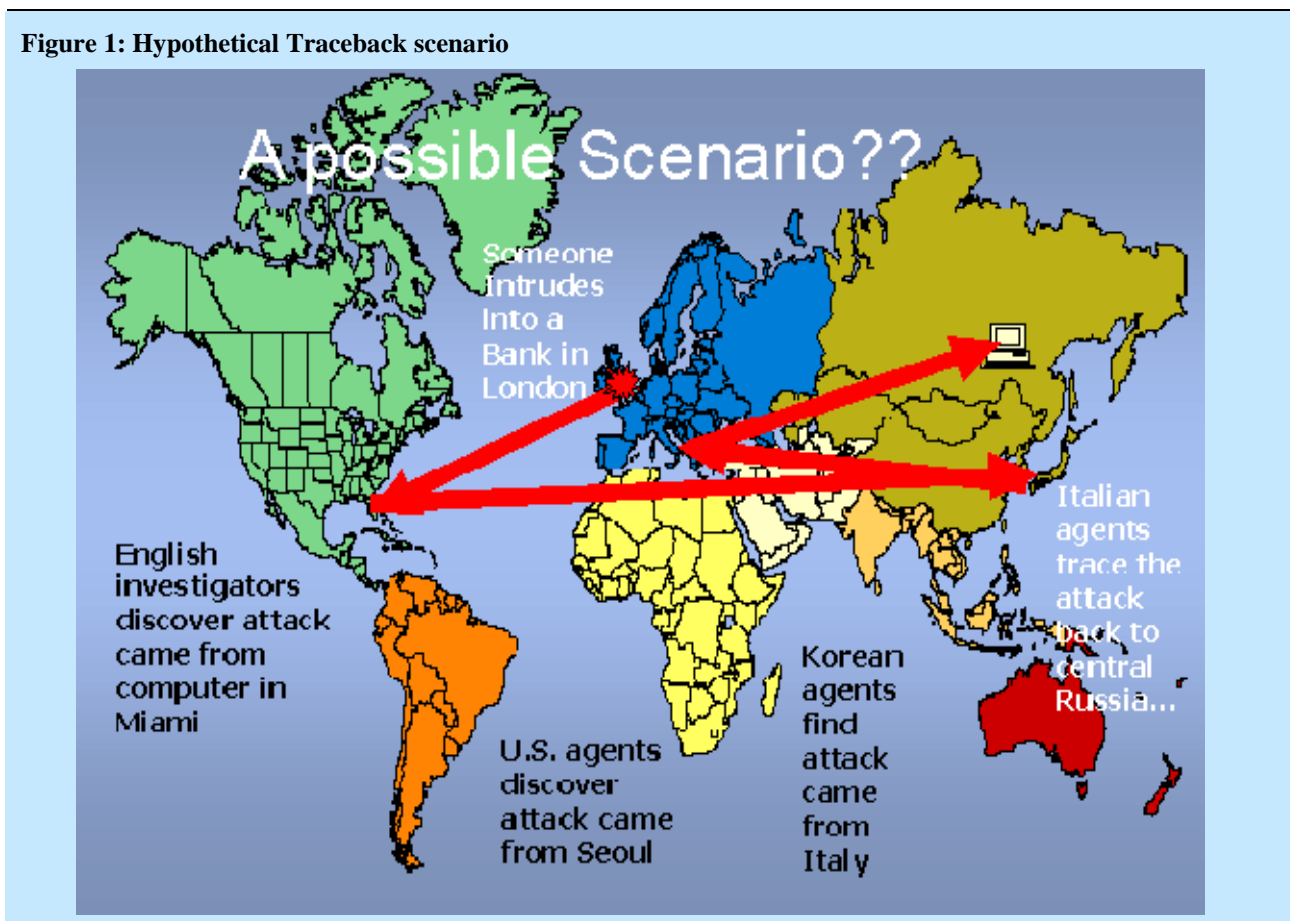 Figure 1: Hypothetical Traceback scenario
A possible Scenario??
Someone
Intrudes
Into a
Bank in
London
English
investigators
discover attack
came from
computer in
Miami
U.S. agents
discover
attack came
from Seoul
Korean
agents
find
attack
came
from
Italy
Italian
agents
trace the
attack
back to
central
Russia...